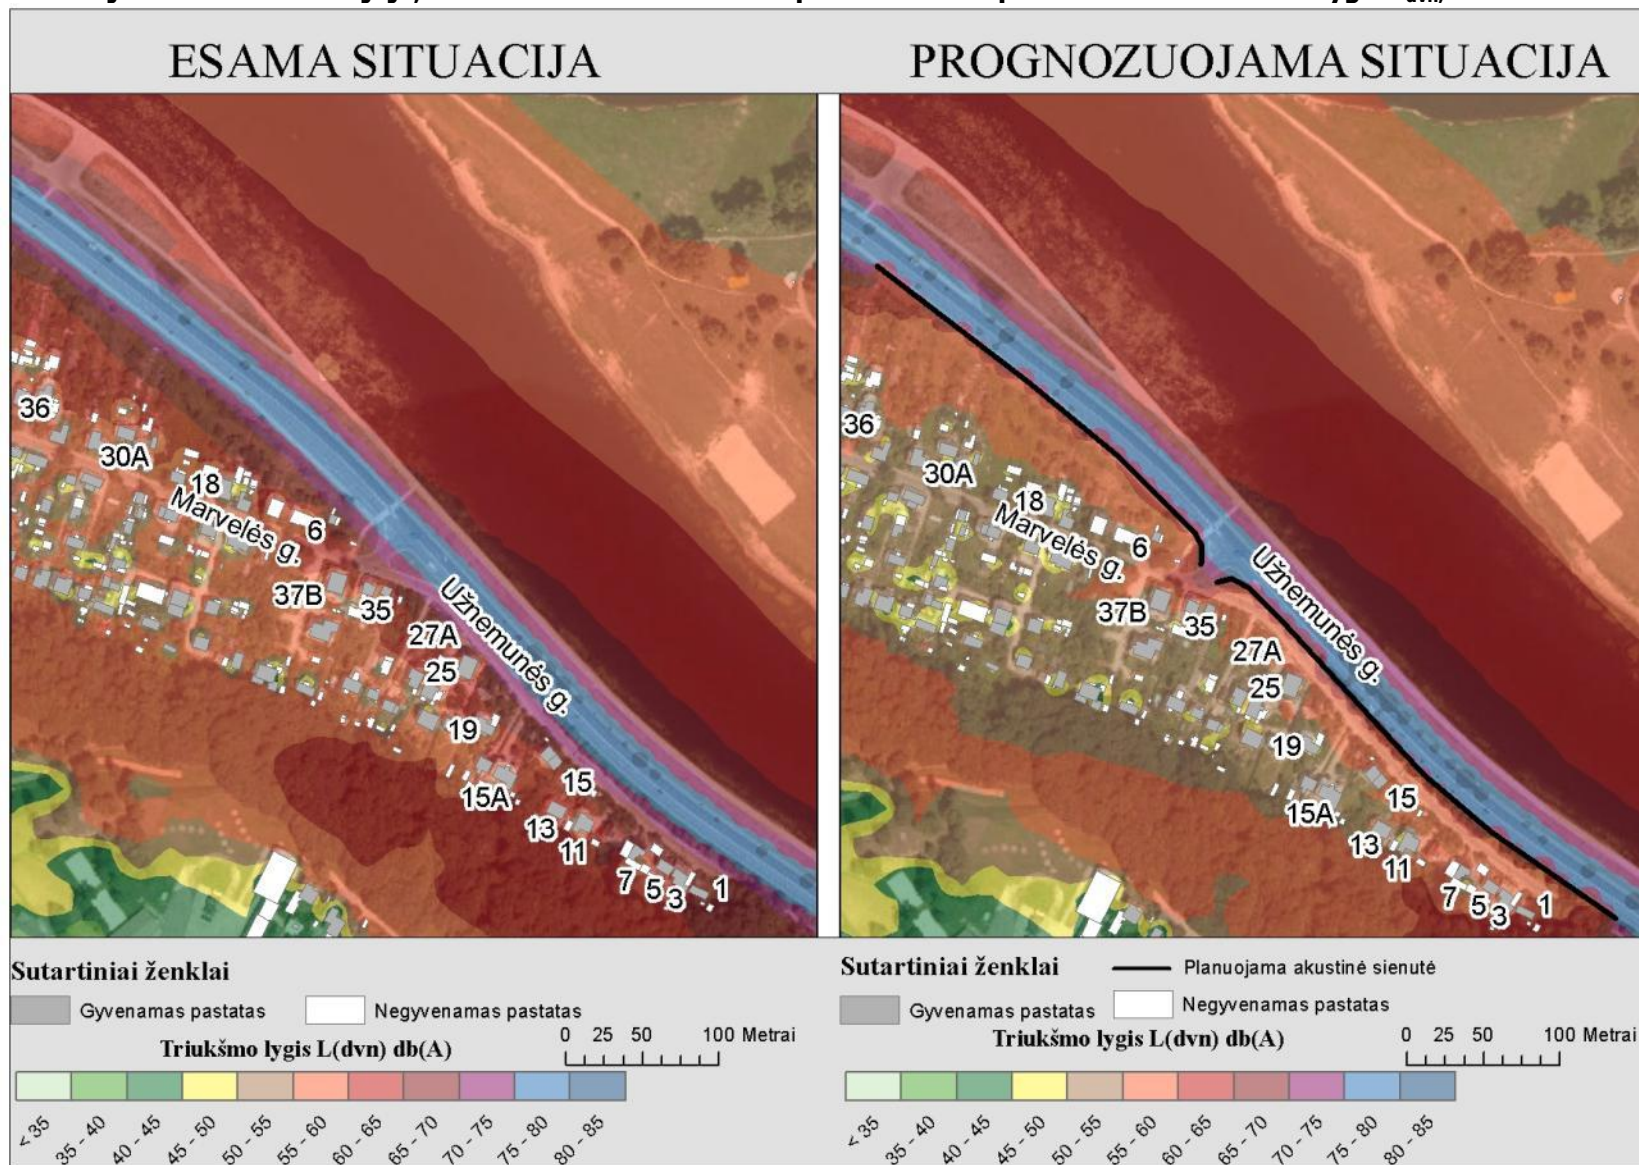 ESAMA SITUACIJA
36
30A
18
Marvelės g.
6
37B
35
Užnemunės g.
27A
25
19
15
15A
13
11
7
5
3
1
Sutartiniai ženklai
Gyvenamas pastatas
Negyvenamas pastatas
Triukšmo lygis L(dvn) db(A)
0 25 50 100 Metrai
< 35
35 - 40
40 - 45
45 - 50
50 - 55
55 - 60
60 - 65
65 - 70
70 - 75
75 - 80
80 - 85
PROGNOZUOJAMA SITUACIJA
36
30A
18
Marvelės g.
6
37B
35
Užnemunės g.
27A
25
19
15
15A
13
11
7
5
3
1
Sutartiniai ženklai
Planuojama akustinė sienutė
Gyvenamas pastatas
Negyvenamas pastatas
Triukšmo lygis L(dvn) db(A)
0 25 50 100 Metrai
< 35
35 - 40
40 - 45
45 - 50
50 - 55
55 - 60
60 - 65
65 - 70
70 - 75
75 - 80
80 - 85